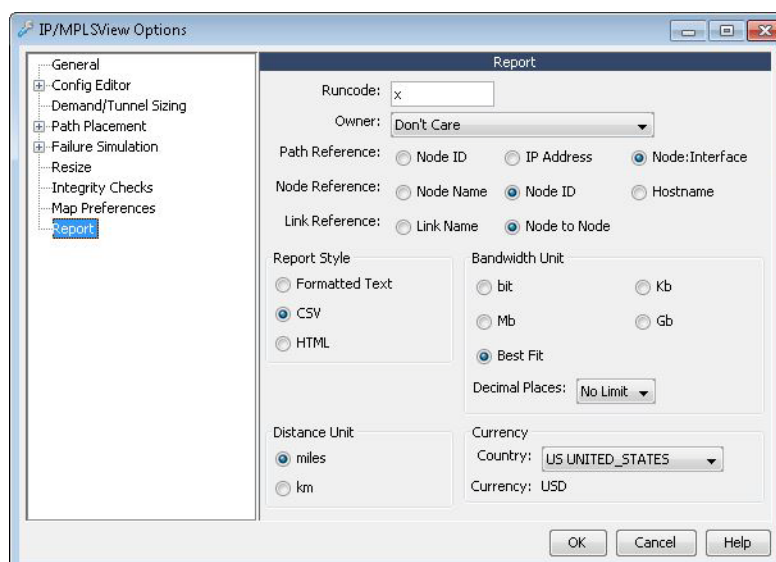 IP/MPLSView Options
General
Config Editor
Demand/Tunnel Sizing
Path Placement
Failure Simulation
Resize
Integrity Checks
Map Preferences
Report
Report
Runcode: x
Owner: Don't Care
Path Reference: Node ID IP Address Node:Interface
Node Reference: Node Name Node ID Hostname
Link Reference: Link Name Node to Node
Report Style
Formatted Text
CSV
HTML
Bandwidth Unit
bit Kb
Mb Gb
Best Fit
Decimal Places: No Limit
Distance Unit
miles
km
Currency
Country: US UNITED_STATES
Currency: USD
OK Cancel Help